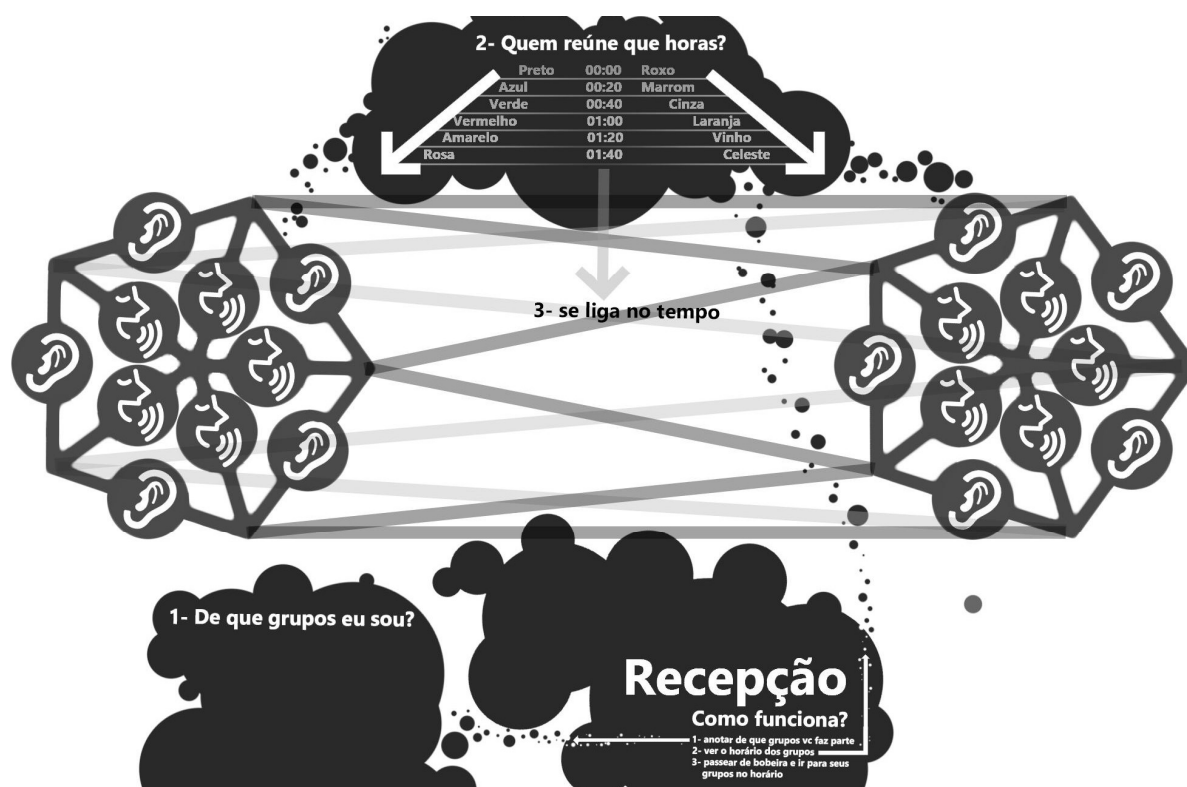 2- Quem reúne que horas?
Preto 00:00 Roxo
Azul 00:20 Marrom
Verde 00:40 Cinza
Vermelho 01:00 Laranja
Amarelo 01:20 Vinho
Rosa 01:40 Celeste
3- se liga no tempo
1- De que grupos eu sou?
Recepção
Como funciona?
1- anotar de que grupos vc faz parte
2- ver o horário dos grupos
3- passear de bobeira e ir para seus
grupos no horário